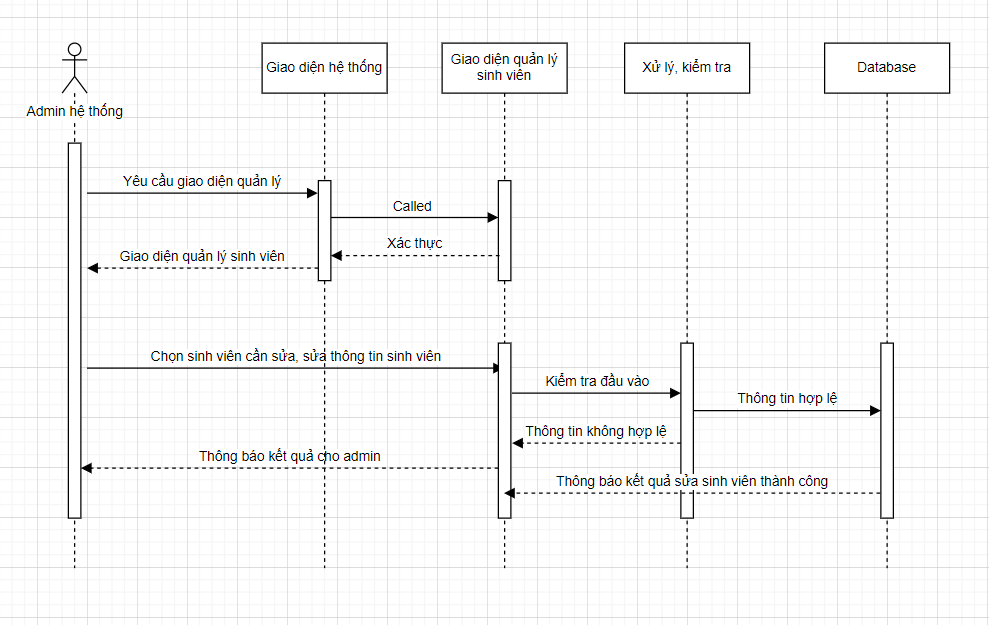 Admin hệ thống
Giao diện hệ thống
Giao diện quản lý
sinh viên
Xử lý, kiểm tra
Database
Yêu cầu giao diện quản lý
Called
Xác thực
Giao diện quản lý sinh viên
Chọn sinh viên cần sửa, sửa thông tin sinh viên
Kiểm tra đầu vào
Thông tin hợp lệ
Thông tin không hợp lệ
Thông báo kết quả cho admin
Thông báo kết quả sửa sinh viên thành công